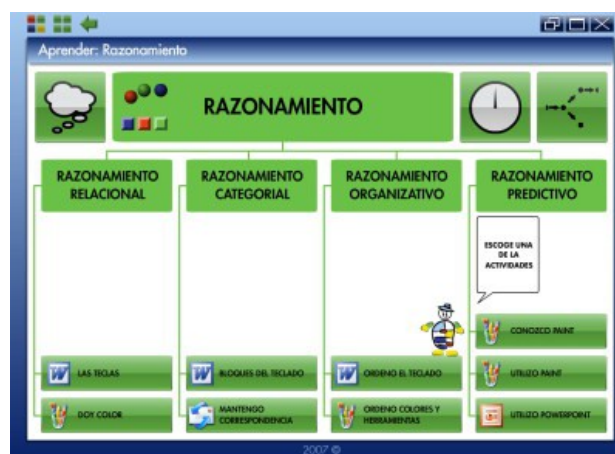 Aprender: Razonamiento
RAZONAMIENTO
RAZONAMIENTO
RELACIONAL
RAZONAMIENTO
CATEGORIAL
RAZONAMIENTO
ORGANIZATIVO
RAZONAMIENTO
PREDICTIVO
ESCOGE UNA
DE LA
ACTIVIDADES
CONOZCO PAINT
LAS TECLAS
BLOQUES DEL TECLADO
ORDENO EL TECLADO
UTILIZO PAINT
DOY COLOR
MANTENGO
CORRESPONDENCIA
ORDENO COLORES Y
HERRAMIENTAS
UTILIZO POWERPOINT
2007 ©